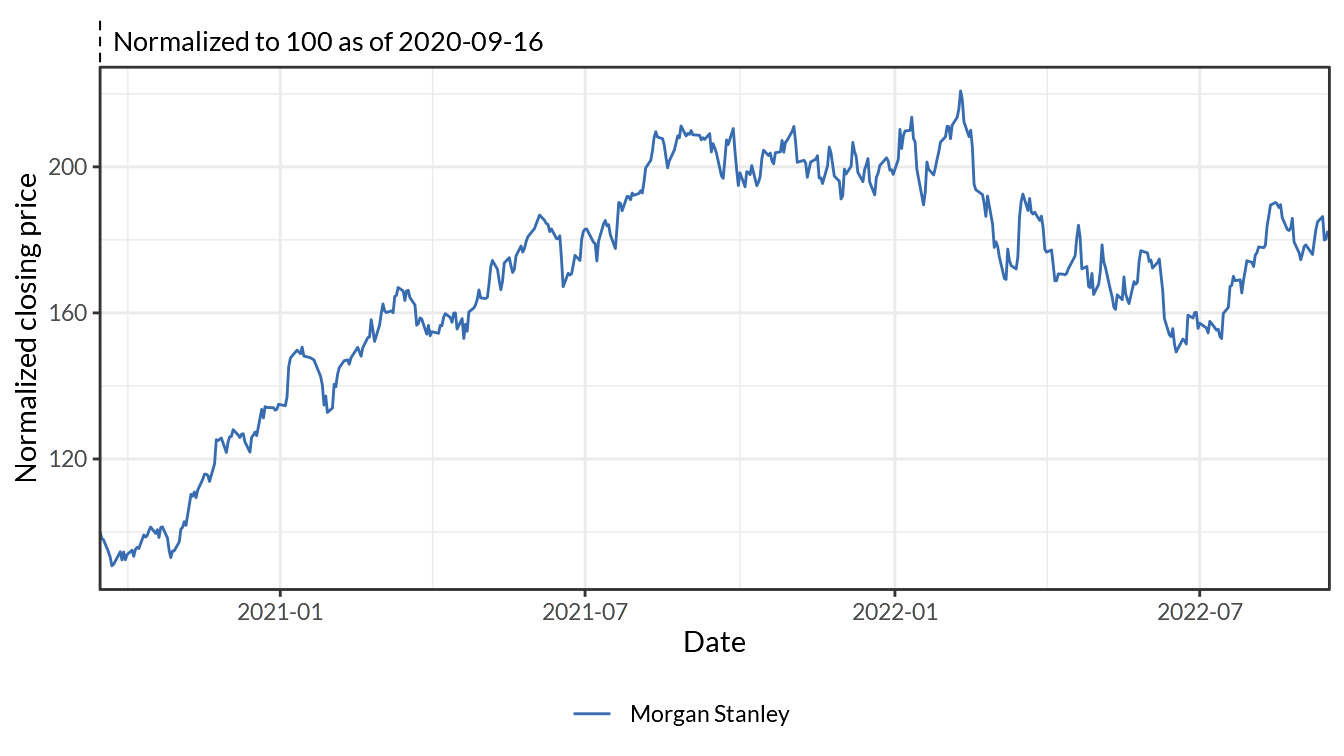 Normalized to 100 as of 2020-09-16
Normalized closing price
200
160
120
2021-01
2021-07
2022-01
2022-07
Date
Morgan Stanley